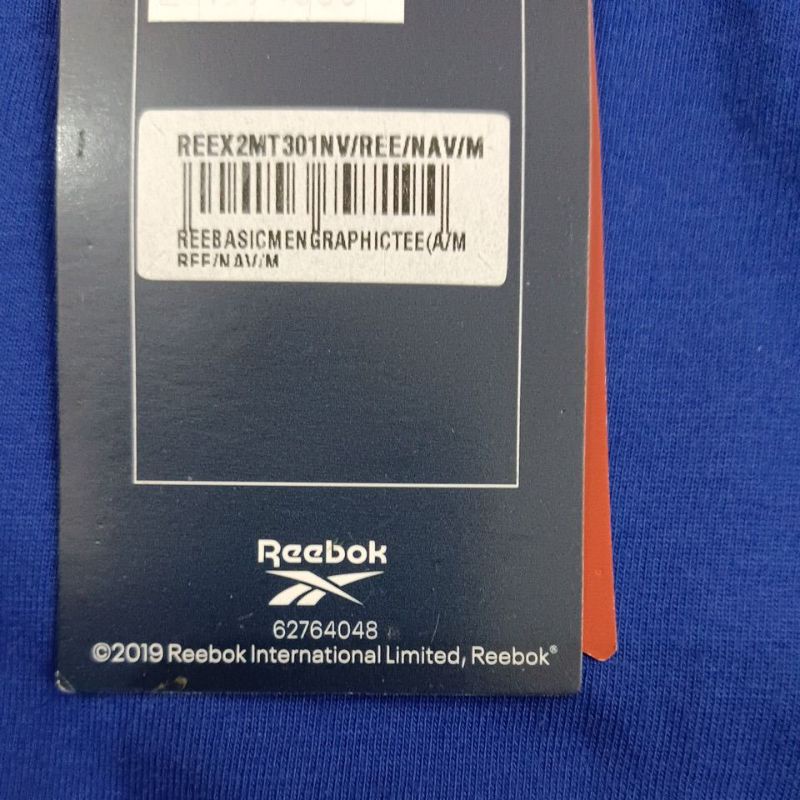 REEX2MT301NV/REE/NAV/M
REEBASICMENGRAPHICTEE(A/M
REE/NAV/M
Reebok
62764048
©2019 Reebok International Limited, Reebok®